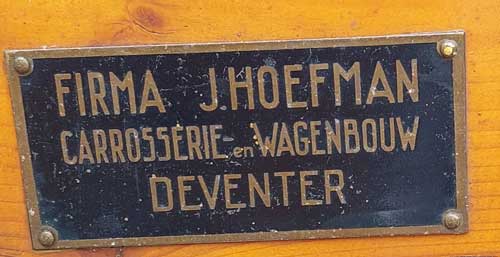 FIRMA J.HOEFMAN
CARROSSERIE en WAGENBOUW
DEVENTER